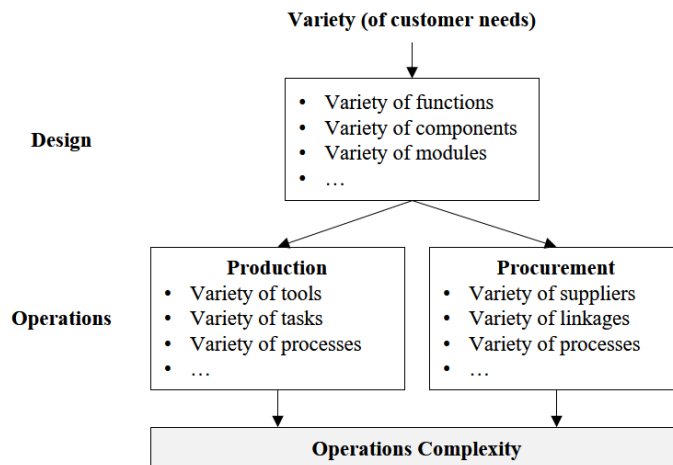 Variety (of customer needs)
Design
• Variety of functions
• Variety of components
• Variety of modules
• …
Operations
Production
• Variety of tools
• Variety of tasks
• Variety of processes
• …
Procurement
• Variety of suppliers
• Variety of linkages
• Variety of processes
• …
Operations Complexity